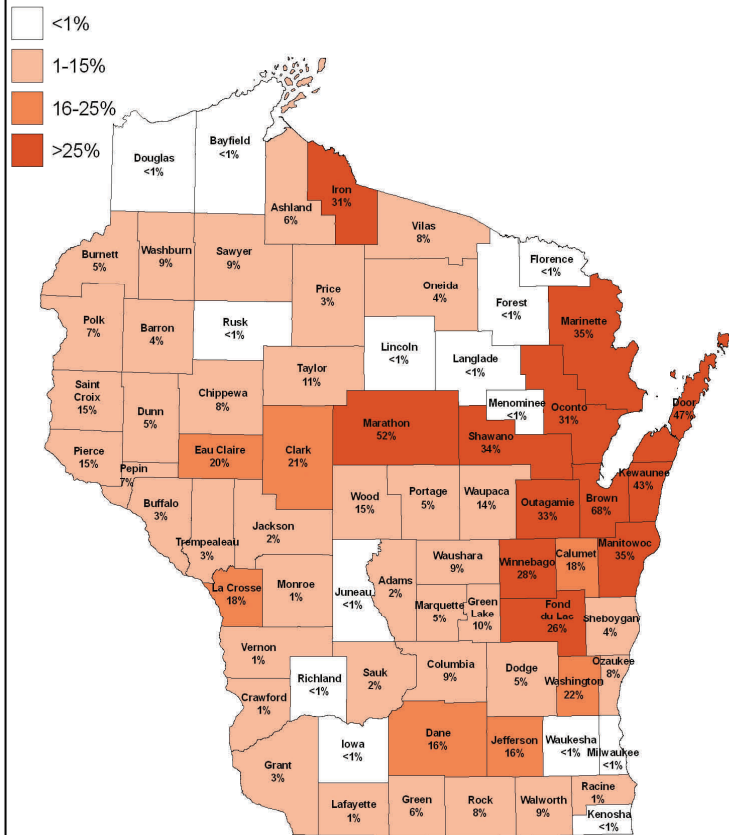 <1%
1-15%
16-25%
>25%
Douglas
<1%
Bayfield
<1%
Ashland
6%
Iron
31%
Vilas
8%
Burnett
5%
Washburn
9%
Sawyer
9%
Price
3%
Oneida
4%
Forest
<1%
Florence
<1%
Marinette
35%
Polk
7%
Barron
4%
Rusk
<1%
Lincoln
<1%
Langlade
<1%
Taylor
11%
Chippewa
8%
Saint
Croix
15%
Dunn
5%
Menominee
<1%
Oconto
31%
Door
47%
Marathon
52%
Shawano
34%
Pierce
15%
Pepin
7%
Eau Claire
20%
Clark
21%
Kewaunee
43%
Buffalo
3%
Trempealeau
3%
Jackson
2%
Wood
15%
Portage
5%
Waupaca
14%
Outagamie
33%
Brown
68%
Manitowoc
35%
La Crosse
18%
Monroe
1%
Juneau
<1%
Adams
2%
Waushara
9%
Marquette
5%
Green
Lake
10%
Winnebago
28%
Calumet
18%
Fond
du Lac
26%
Sheboygan
4%
Vernon
1%
Crawford
1%
Richland
<1%
Sauk
2%
Columbia
9%
Dodge
5%
Washington
22%
Ozaukee
8%
Grant
3%
Iowa
<1%
Dane
16%
Jefferson
16%
Waukesha
<1%
Milwaukee
<1%
Lafayette
1%
Green
6%
Rock
8%
Walworth
9%
Racine
1%
Kenosha
<1%